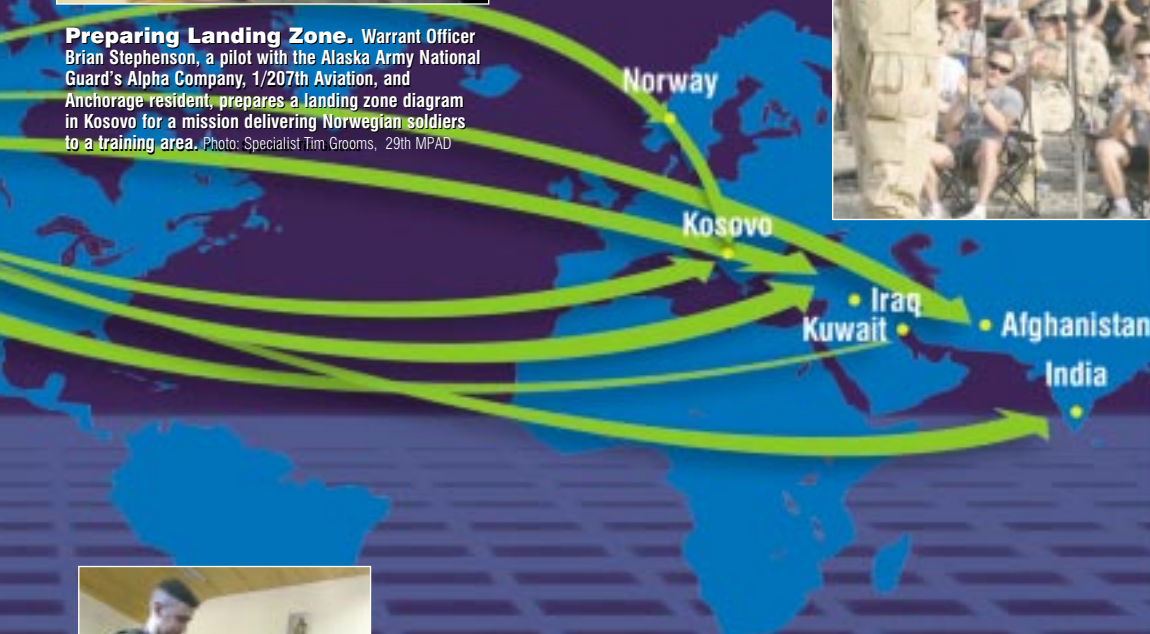 Preparing Landing Zone. Warrant Officer
Brian Stephenson, a pilot with the Alaska Army National
Guard's Alpha Company, 1/207th Aviation, and
Anchorage resident, prepares a landing zone diagram
in Kosovo for a mission delivering Norwegian soldiers
to a training area. Photo: Specialist Tim Grooms, 29th MPAD
Norway
Kosovo
Iraq
Kuwait
Afghanistan
India